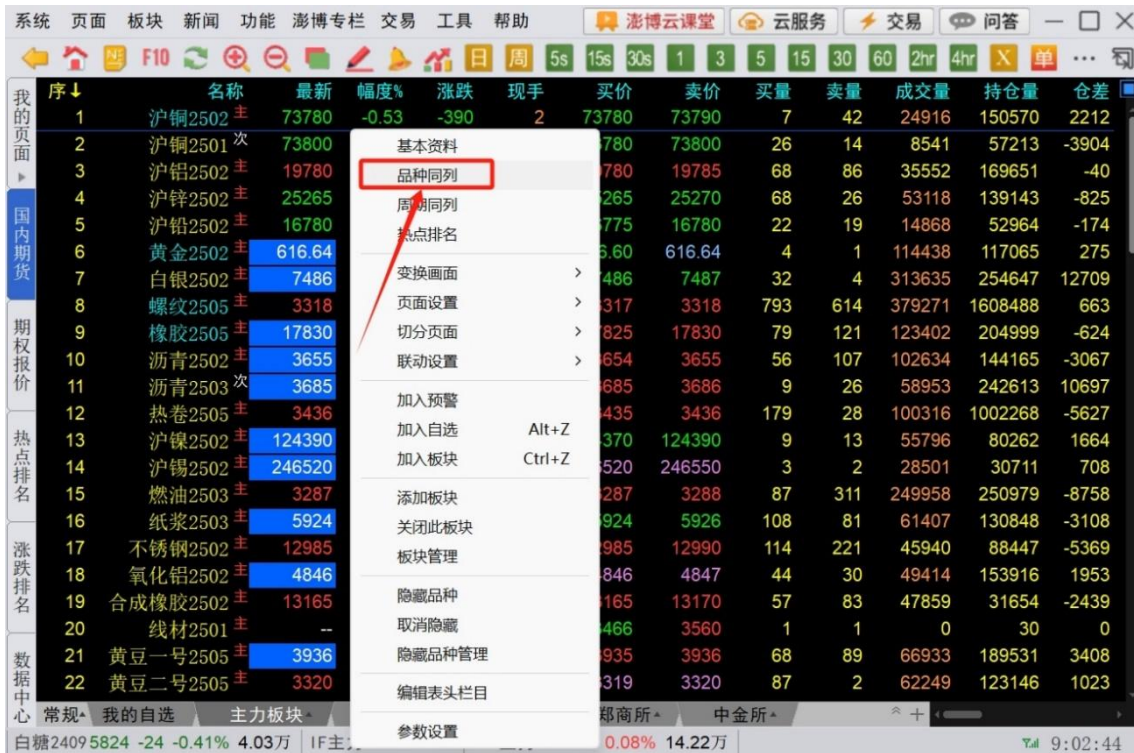 系统 页面 板块 新闻 功能 澎博专栏 交易 工具 帮助 澎博云课堂 云服务 交易 问答
F10 日 周 5s 15s 30s 1 3 5 15 30 60 2hr 4hr X 单 ...
我的页面
国内期货
期权报价
热点排名
涨跌排名
数据中心
序↓ 名称 最新 幅度% 涨跌 现手 买价 卖价 买量 卖量 成交量 持仓量 仓差
1 沪铜2502 主 73780 -0.53 -390 2 73780 73790 7 42 24916 150570 2212
2 沪铜2501 次 73800 780 73800 26 14 8541 57213 -3904
3 沪铝2502 主 19780 780 19785 68 86 35552 169651 -40
4 沪锌2502 主 25265 265 25270 68 26 53118 139143 -825
5 沪铅2502 主 16780 775 16780 22 19 14868 52964 -174
6 黄金2502 主 616.64 6.60 616.64 4 1 114438 117065 275
7 白银2502 主 7486 486 7487 32 4 313635 254647 12709
8 螺纹2505 主 3318 317 3318 793 614 379271 1608488 663
9 橡胶2505 主 17830 825 17830 79 121 123402 204999 -624
10 沥青2502 主 3655 654 3655 56 107 102634 144165 -3067
11 沥青2503 次 3685 685 3686 9 26 58953 242613 10697
12 热卷2505 主 3436 435 3436 179 28 100316 1002268 -5627
13 沪镍2502 主 124390 370 124390 9 13 55796 80262 1664
14 沪锡2502 主 246520 520 246550 3 2 28501 30711 708
15 燃油2503 主 3287 287 3288 87 311 249958 250979 -8758
16 纸浆2503 主 5924 924 5926 108 81 61407 130848 -3108
17 不锈钢2502 主 12985 985 12990 114 221 45940 88447 -5369
18 氧化铝2502 主 4846 846 4847 44 30 49414 153916 1953
19 合成橡胶2502 主 13165 165 13170 57 83 47859 31654 -2439
20 线材2501 主 -- 466 3560 1 1 0 30 0
21 黄豆一号2505 主 3936 935 3936 68 89 66933 189531 3408
22 黄豆二号2505 主 3320 319 3320 87 2 62249 123146 1023
基本资料
品种同列
周期同列
热点排名
变换画面 >
页面设置 >
切分页面 >
联动设置 >
加入预警
加入自选 Alt+Z
加入板块 Ctrl+Z
添加板块
关闭此板块
板块管理
隐藏品种
取消隐藏
隐藏品种管理
编辑表头栏目
参数设置
常规 我的自选 主力板块 郑商所 中金所
白糖2409 5824 -24 -0.41% 4.03万 IF主 0.08% 14.22万 9:02:44